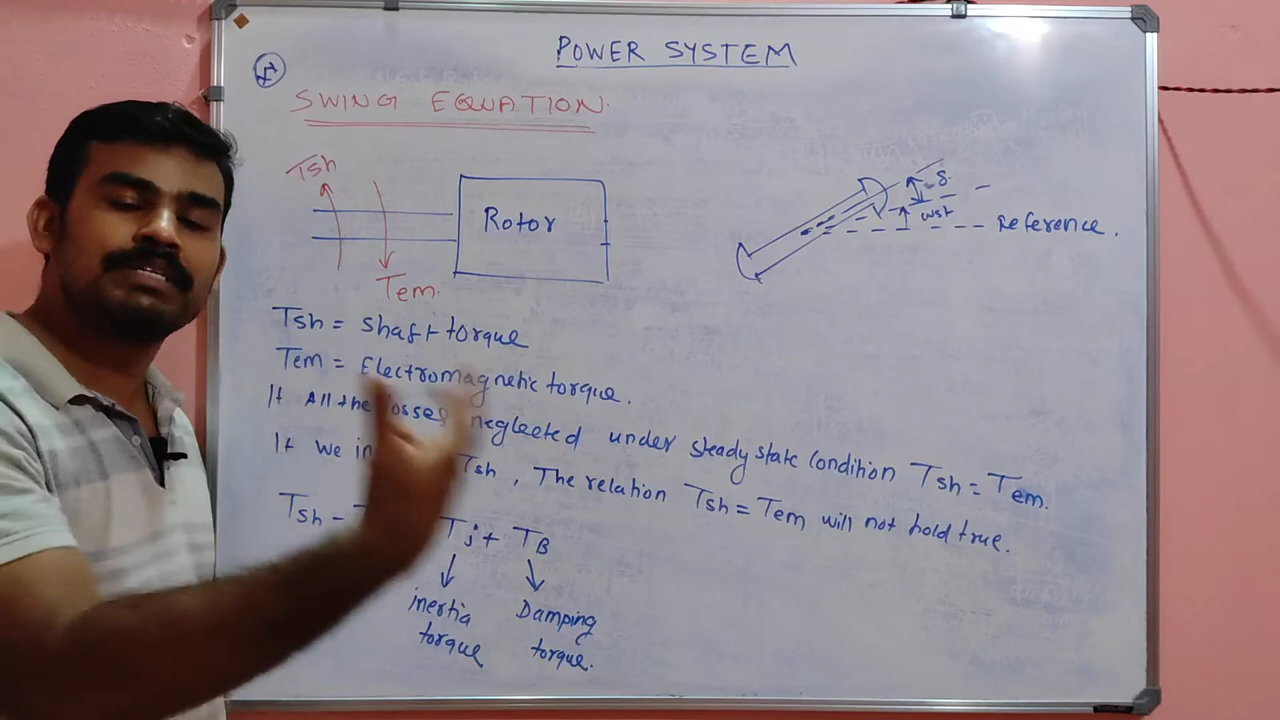 POWER SYSTEM
SWING EQUATION.
Tsh
Tem.
Rotor
δ.
wst
reference.
Tsh = Shaft torque
Tem = Electromagnetic torque.
If All the losses neglected under steady state condition Tsh = Tem.
If we in Tsh, The relation Tsh = Tem will not hold true.
Tsh - Tj + TB
inertia torque
Damping torque.